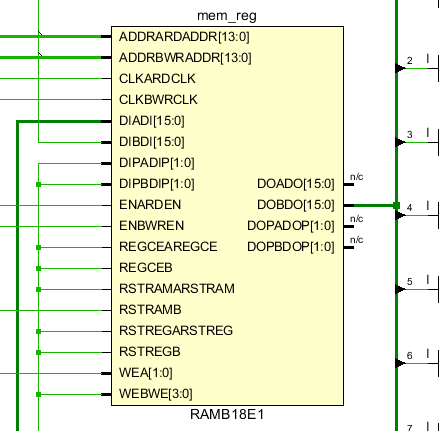 mem_reg
ADDRARDADDR[13:0]
ADDRBWRADDR[13:0]
CLKARDCLK
CLKBWRCLK
DIADI[15:0]
DIBDI[15:0]
DIPADIP[1:0]
DIPBDIP[1:0]
ENARDEN
ENBWREN
REGCEAREGCE
REGCEB
RSTRAMARSTRAM
RSTRAMB
RSTREGARSTREG
RSTREGB
WEA[1:0]
WEBWE[3:0]
DOADO[15:0]
n/c
DOBDO[15:0]
DOPADOP[1:0]
n/c
DOPBDOP[1:0]
n/c
RAMB18E1
2 I
3 I
4 I
5 I
6 I
7 I